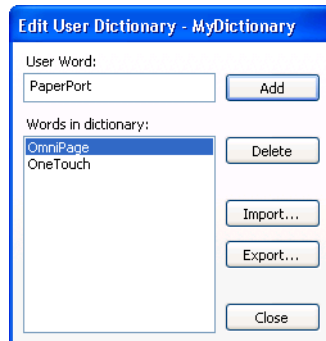 Edit User Dictionary - MyDictionary
User Word:
PaperPort
Add
Words in dictionary:
OmniPage
OneTouch
Delete
Import...
Export...
Close